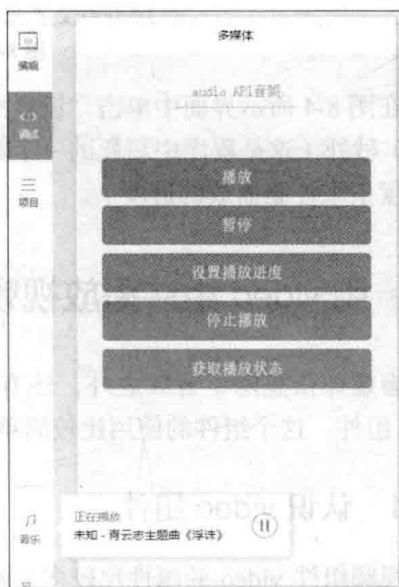 多媒体
编辑
调试
项目
audio API音频
播放
暂停
设置播放进度
停止播放
获取播放状态
音乐
正在播放
未知 - 青云志主题曲《浮诛》